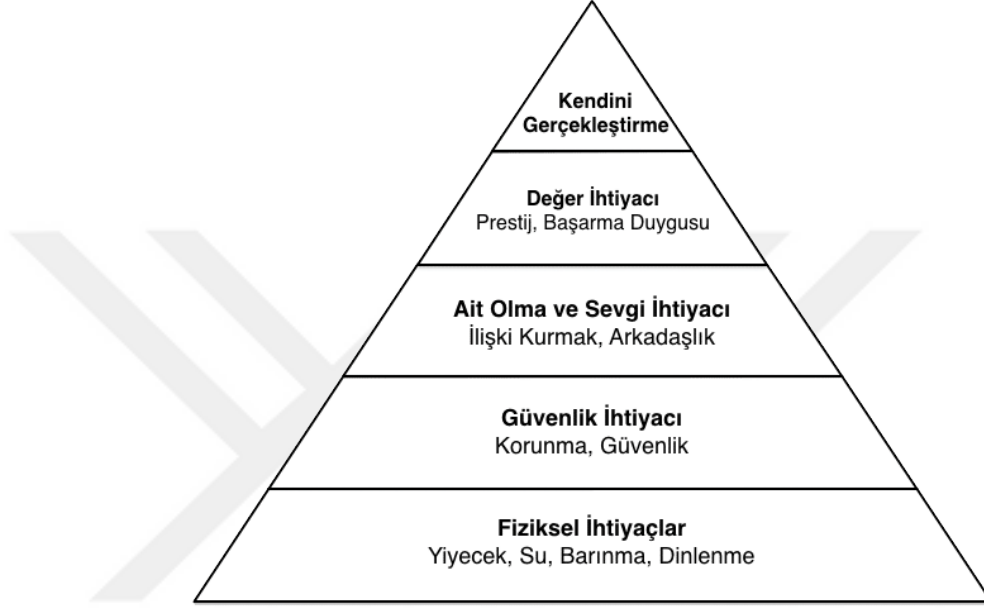 Kendini
Gerçekleştirme
Değer İhtiyacı
Prestij, Başarma Duygusu
Ait Olma ve Sevgi İhtiyacı
İlişki Kurmak, Arkadaşlık
Güvenlik İhtiyacı
Korunma, Güvenlik
Fiziksel İhtiyaçlar
Yiyecek, Su, Barınma, Dinlenme